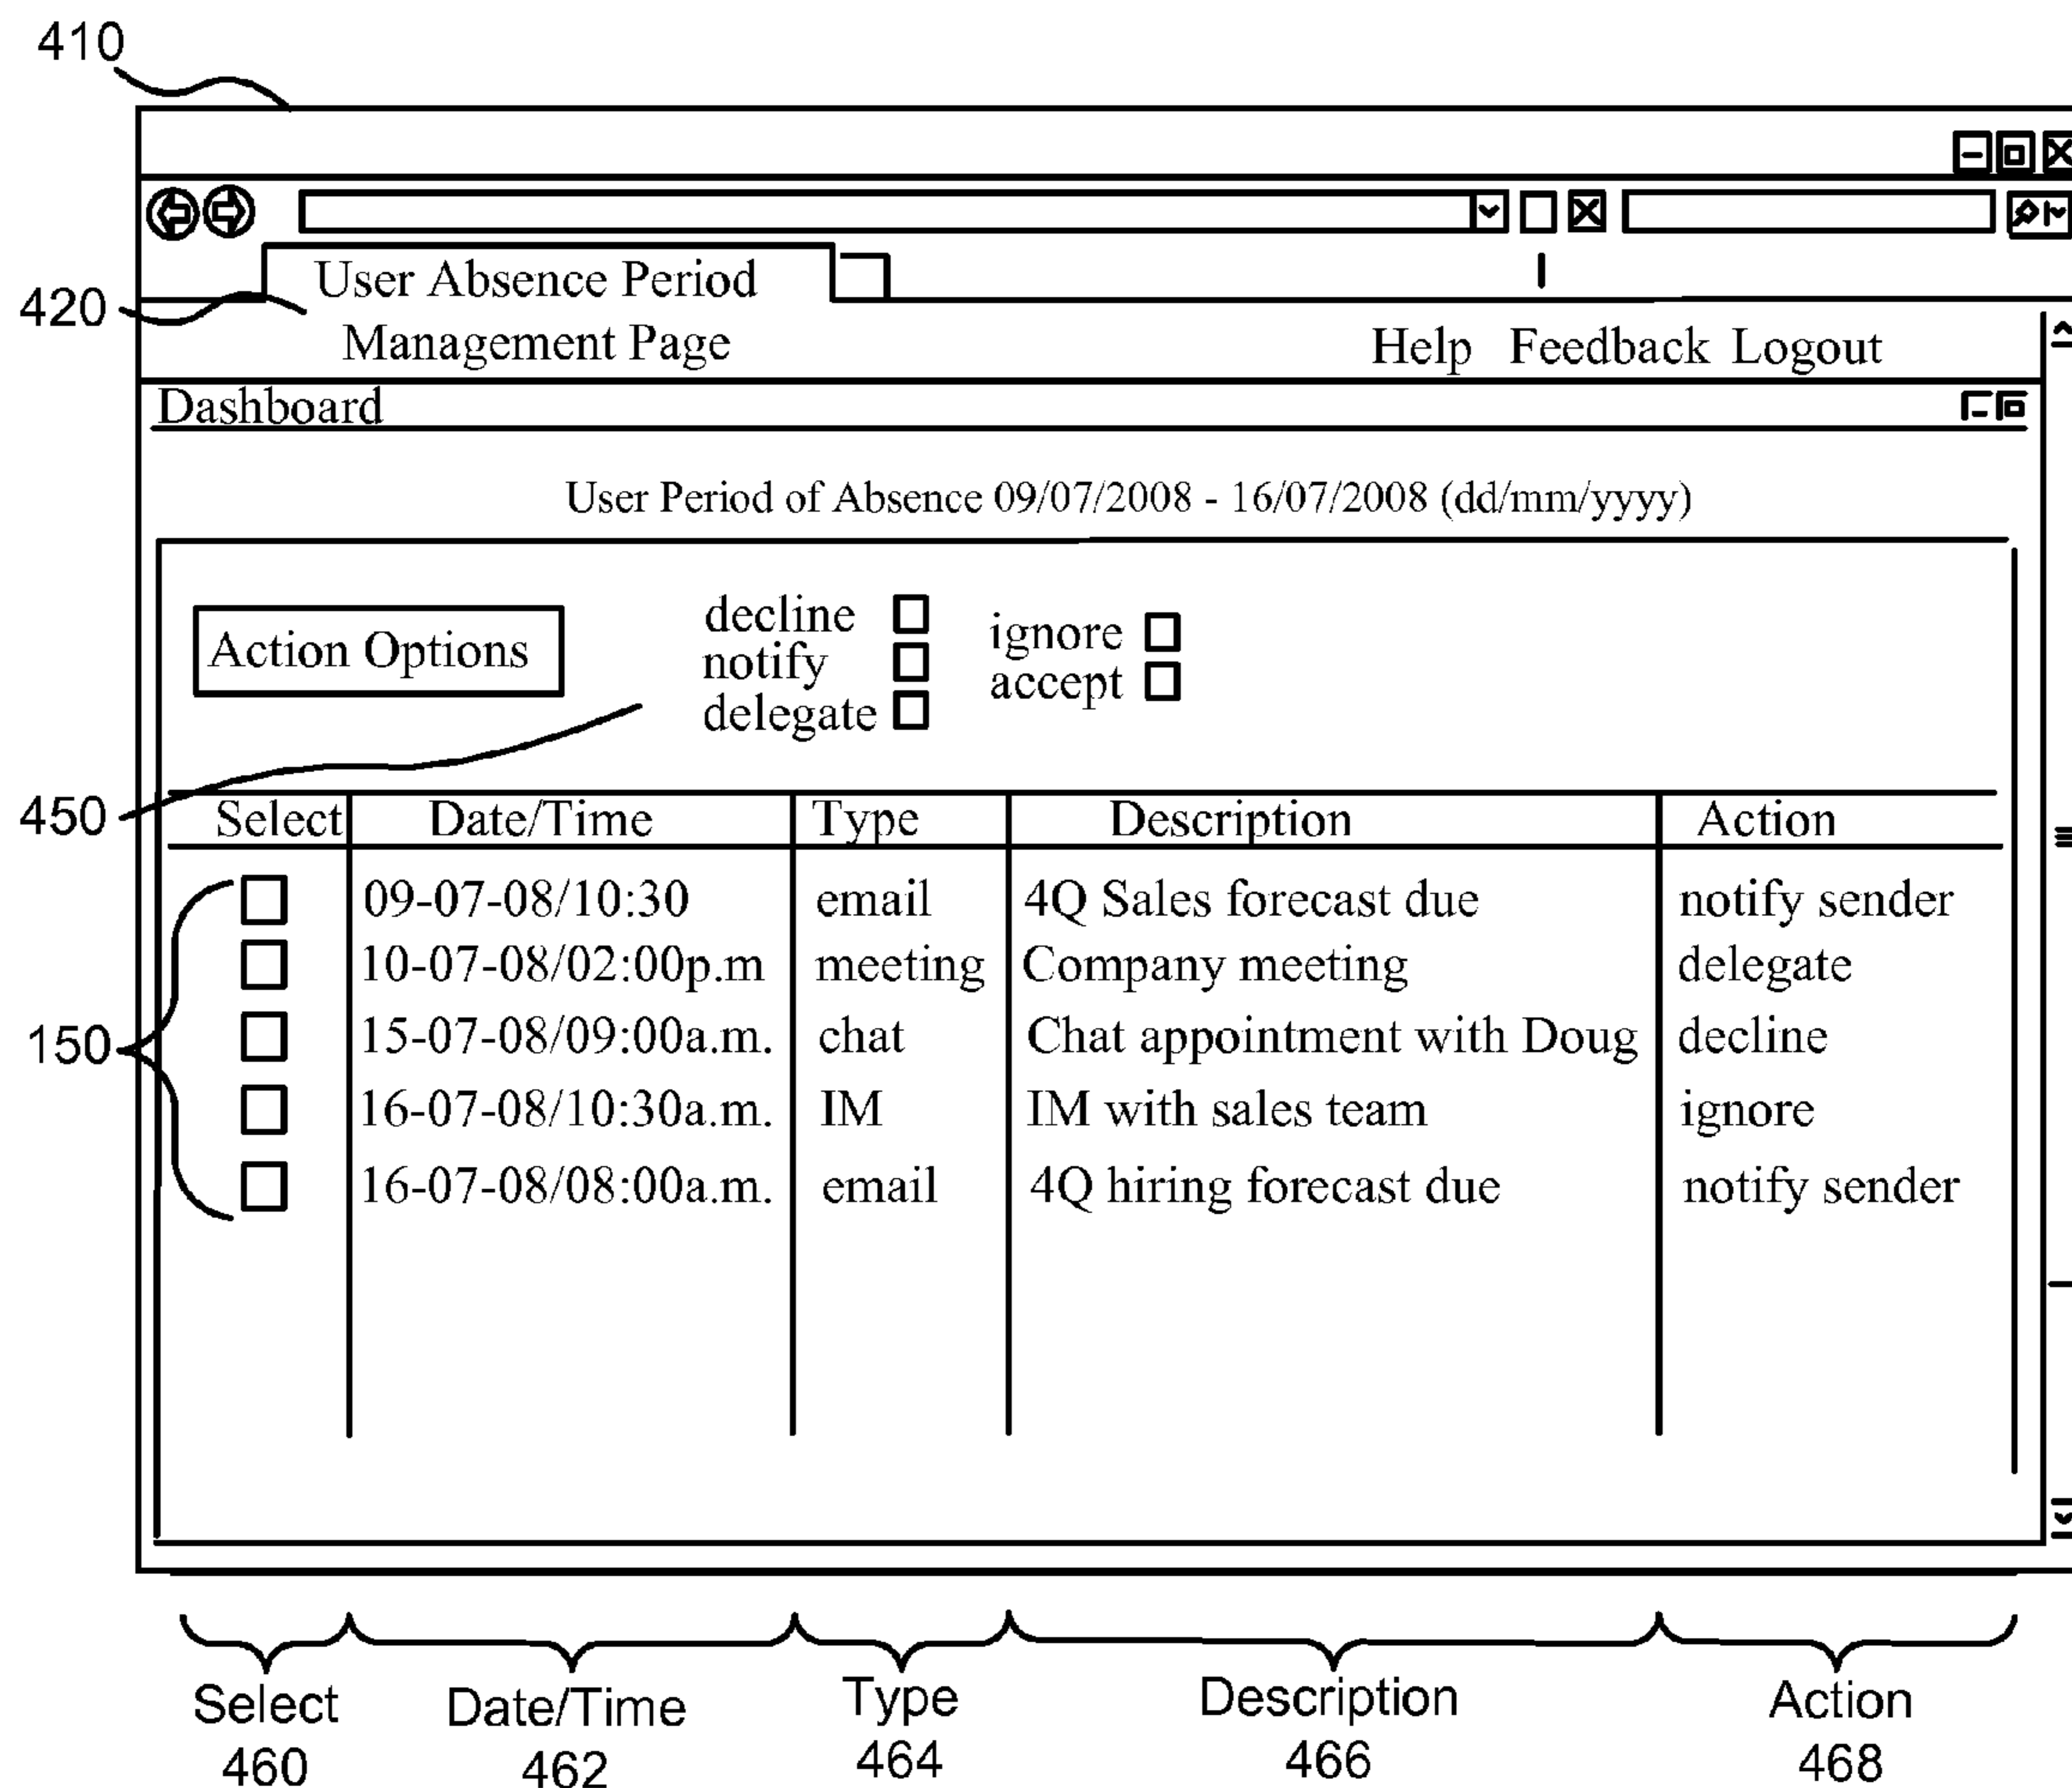 410
User Absence Period
420
Management Page Help Feedback Logout
Dashboard
User Period of Absence 09/07/2008 - 16/07/2008 (dd/mm/yyyy)
Action Options
decline
notify
delegate
ignore
accept
450
Select Date/Time Type Description Action
09-07-08/10:30 email 4Q Sales forecast due notify sender
10-07-08/02:00p.m meeting Company meeting delegate
150
15-07-08/09:00a.m. chat Chat appointment with Doug decline
16-07-08/10:30a.m. IM IM with sales team ignore
16-07-08/08:00a.m. email 4Q hiring forecast due notify sender
Select Date/Time Type Description Action
460 462 464 466 468